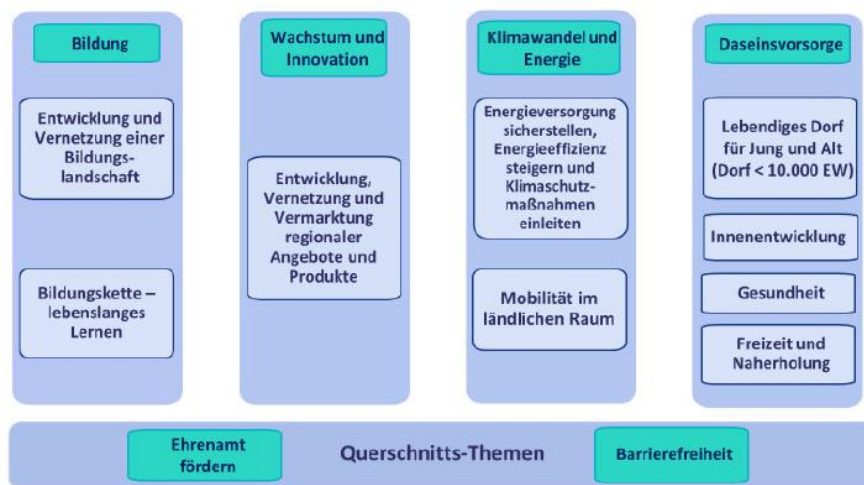 Bildung
Entwicklung und
Vernetzung einer
Bildungs-
landschaft
Bildungskette –
lebenslanges
Lernen
Wachstum und
Innovation
Entwicklung,
Vernetzung und
Vermarktung
regionaler
Angebote und
Produkte
Klimawandel und
Energie
Energieversorgung
sicherstellen,
Energieeffizienz
steigern und
Klimaschutz-
maßnahmen
einleiten
Mobilität im
ländlichen Raum
Daseinsvorsorge
Lebendiges Dorf
für Jung und Alt
(Dorf < 10.000 EW)
Innenentwicklung
Gesundheit
Freizeit und
Naherholung
Ehrenamt
fördern
Querschnitts-Themen
Barrierefreiheit